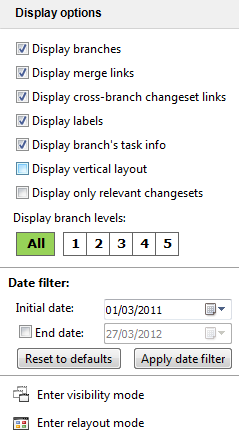 Display options
Display branches
Display merge links
Display cross-branch changeset links
Display labels
Display branch's task info
Display vertical layout
Display only relevant changesets
Display branch levels:
All 1 2 3 4 5
Date filter:
Initial date: 01/03/2011
End date: 27/03/2012
Reset to defaults Apply date filter
Enter visibility mode
Enter relayout mode